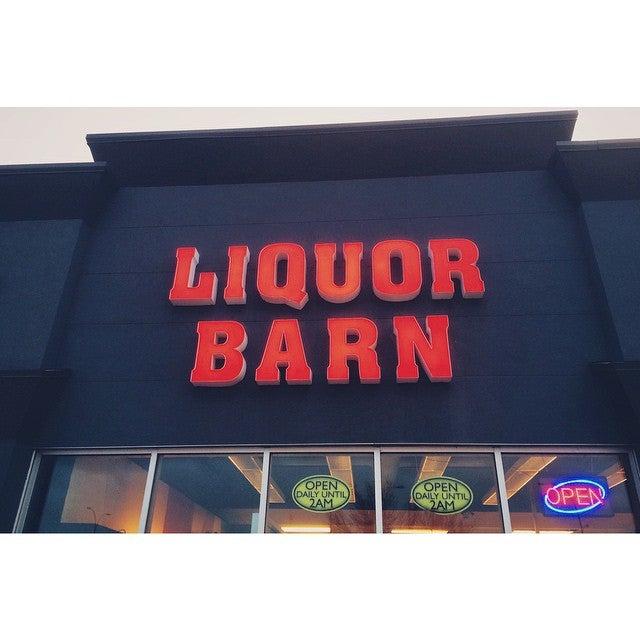 LIQUOR
BARN
OPEN
DAILY UNTIL
2AM
OPEN
DAILY UNTIL
2AM
OPEN